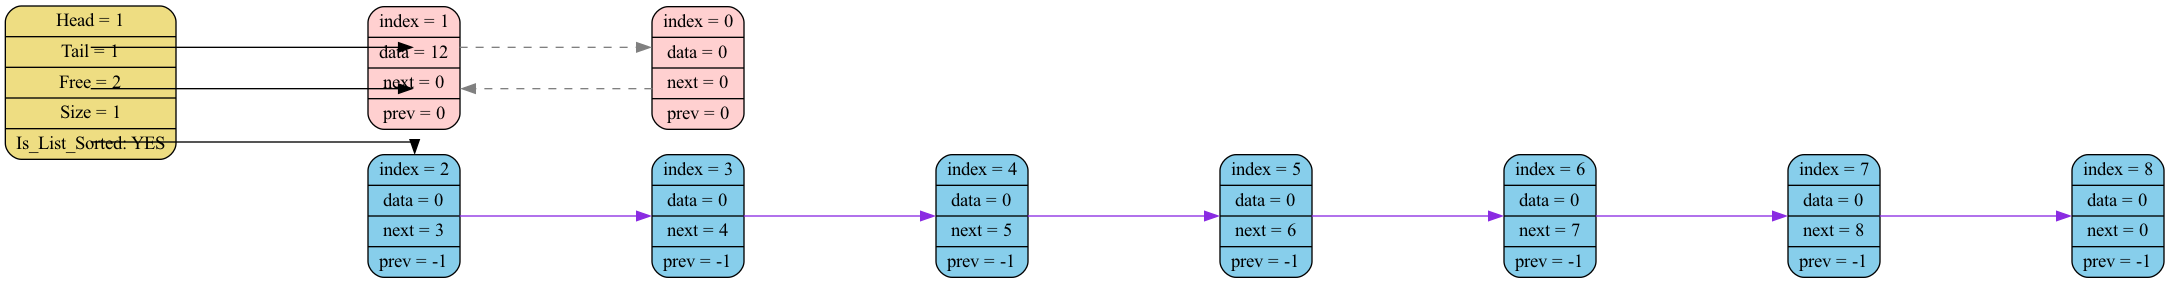 Head = 1
Tail = 1
Free = 2
Size = 1
Is_List_Sorted: YES
index = 1
data = 12
next = 0
prev = 0
index = 0
data = 0
next = 0
prev = 0
index = 2
data = 0
next = 3
prev = -1
index = 3
data = 0
next = 4
prev = -1
index = 4
data = 0
next = 5
prev = -1
index = 5
data = 0
next = 6
prev = -1
index = 6
data = 0
next = 7
prev = -1
index = 7
data = 0
next = 8
prev = -1
index = 8
data = 0
next = 0
prev = -1